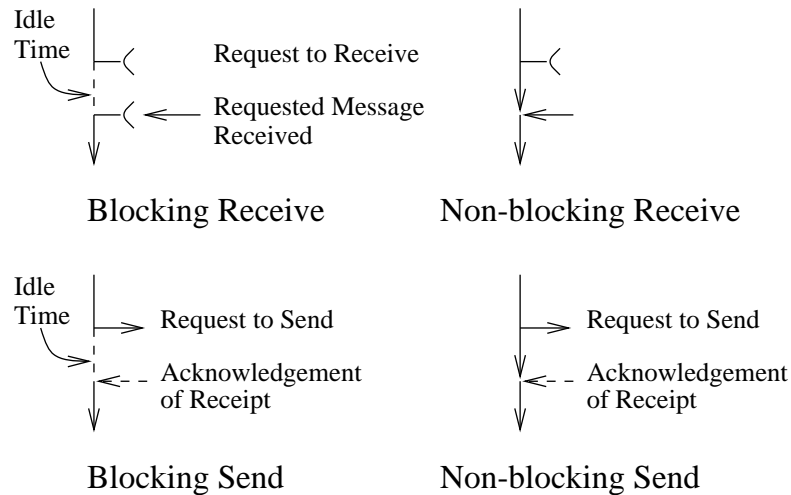 Idle
Time
Request to Receive
Requested Message
Received
Blocking Receive
Non-blocking Receive
Idle
Time
Request to Send
Acknowledgement
of Receipt
Request to Send
Acknowledgement
of Receipt
Blocking Send
Non-blocking Send